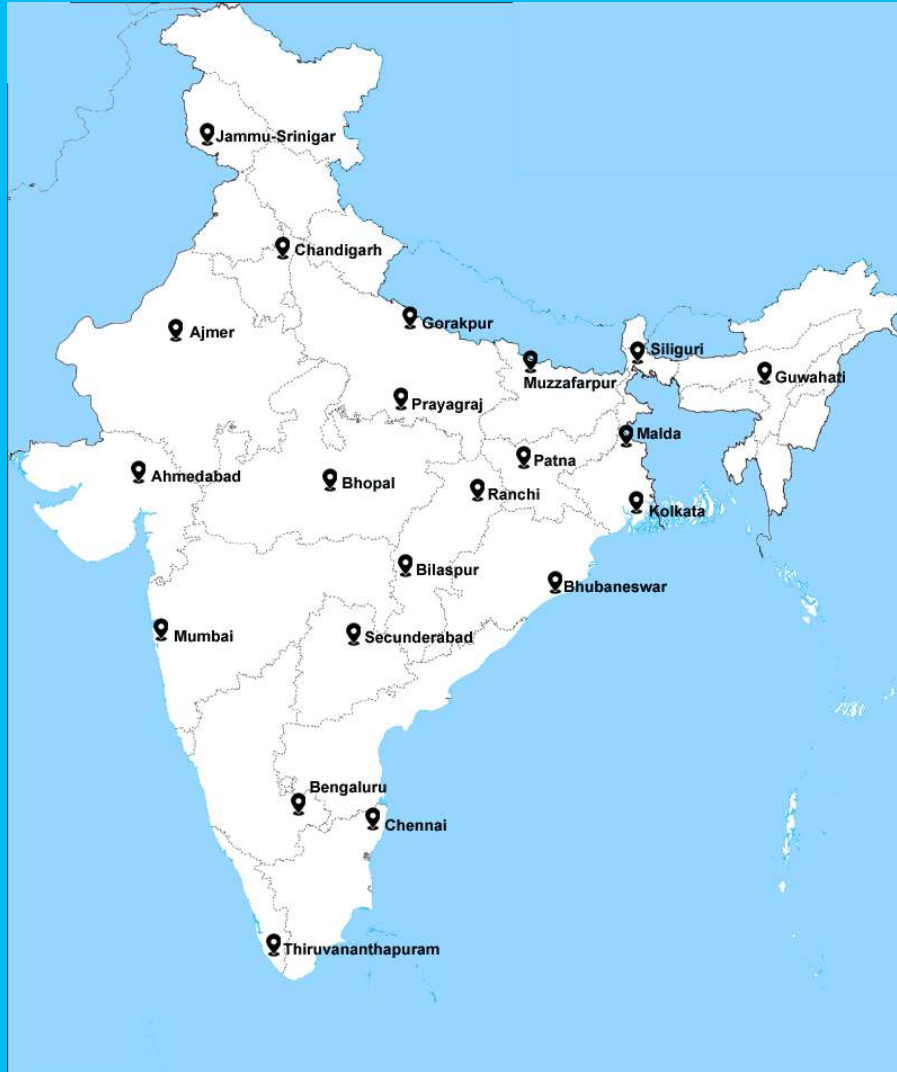 Jammu-Srinigar
Chandigarh
Ajmer
Gorakpur
Siliguri
Muzzafarpur
Guwahati
Prayagraj
Malda
Patna
Ahmedabad
Bhopal
Ranchi
Kolkata
Bilaspur
Bhubaneswar
Mumbai
Secunderabad
Bengaluru
Chennai
Thiruvananthapuram